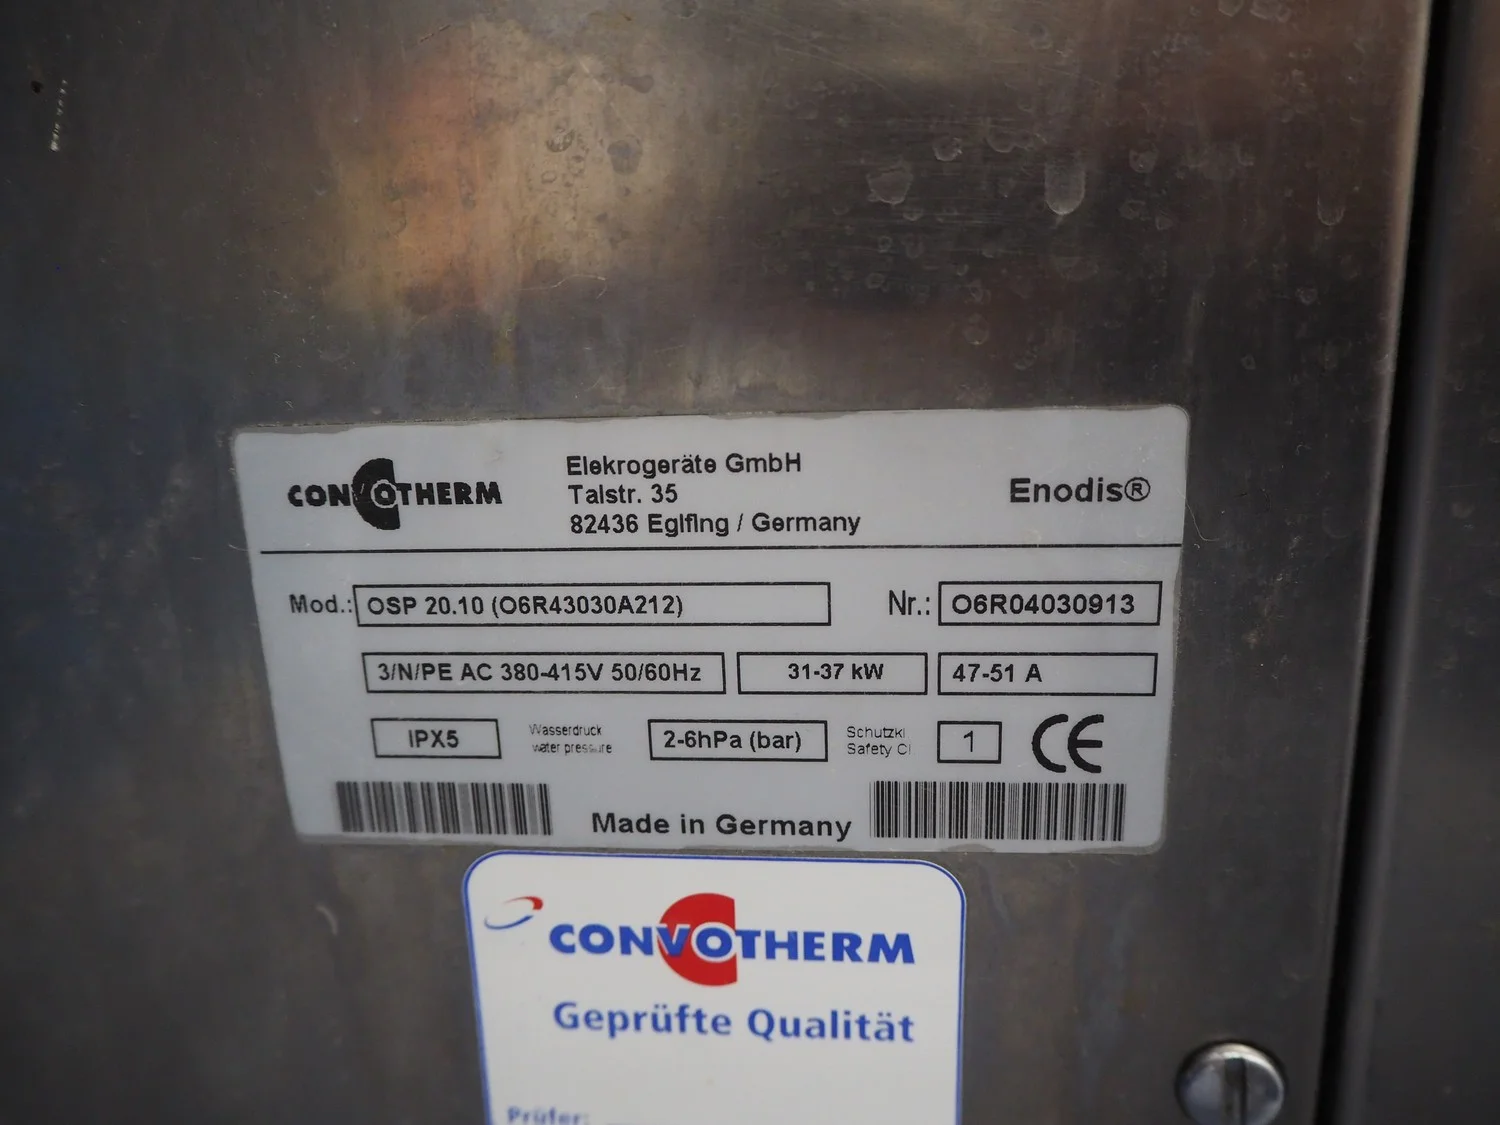 CONVOTHERM
Elekrogeräte GmbH
Talstr. 35
82436 Eglfing / Germany
Enodis®
Mod.: OSP 20.10 (O6R43030A212) Nr.: O6R04030913
3/N/PE AC 380-415V 50/60Hz 31-37 kW 47-51 A
IPX5
Wasserdruck
water pressure
2-6hPa (bar)
Schutzkl
Safety Cl
1
CE
Made in Germany
CONVOTHERM
Geprüfte Qualität
Prüfer: